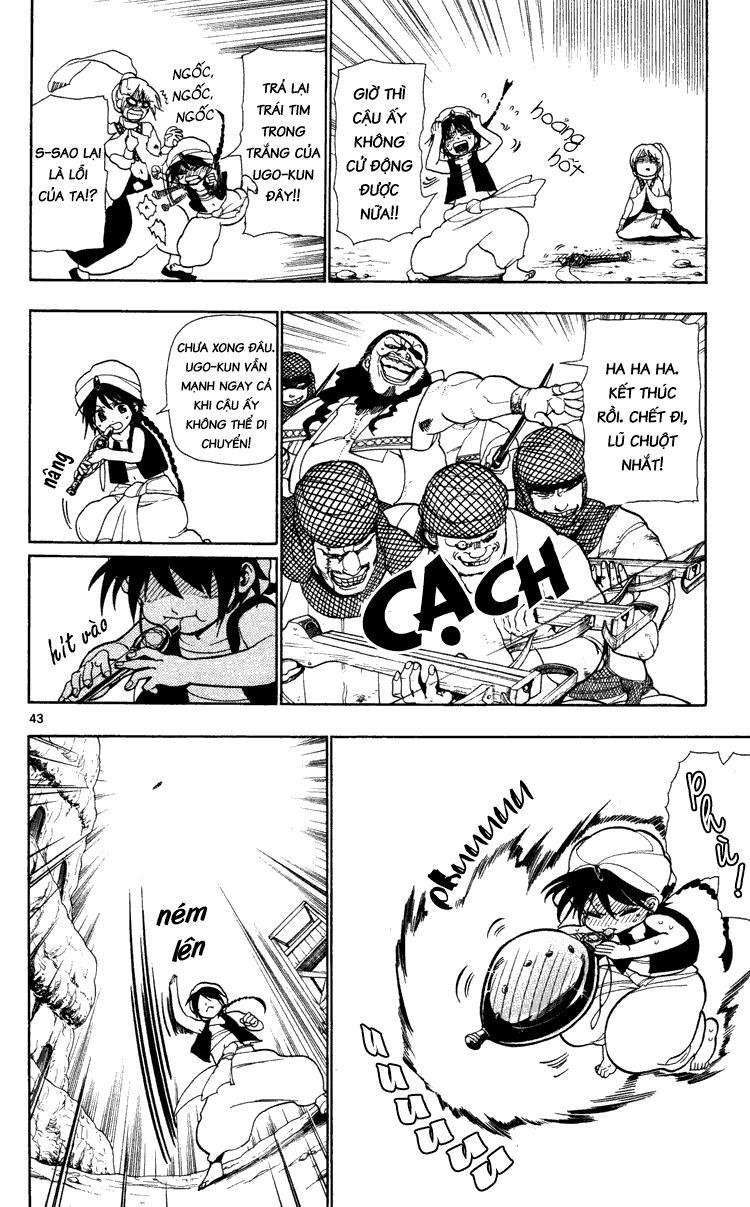 GIỜ THÌ
CẬU ẤY
KHÔNG
CỬ ĐỘNG
ĐƯỢC
NỮA!!
hoảng
hốt
TRẢ LẠI
TRÁI TIM
TRONG
TRẮNG CỦA
UGO-KUN
ĐÂY!!
NGỐC,
NGỐC,
NGỐC
S-SAO LẠI
LÀ LỖI
CỦA TA!?
HA HA HA.
KẾT THÚC
RỒI. CHẾT ĐI,
LŨ CHUỘT
NHẮT!
CẠCH
CHƯA XONG ĐÂU.
UGO-KUN VẪN
MẠNH NGAY CẢ
KHI CẬU ẤY
KHÔNG THỂ DI
CHUYỂN!
nâng
hít vào
43
phù!
phuuuuu
uuuuuuu
ném
lên